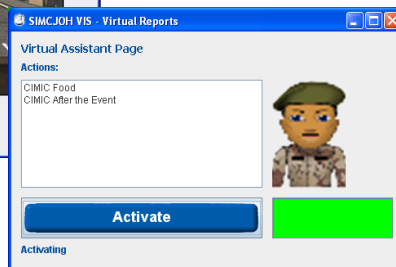 SIMCJOH VIS - Virtual Reports
Virtual Assistant Page
Actions:
CIMIC Food
CIMIC After the Event
Activate
Activating